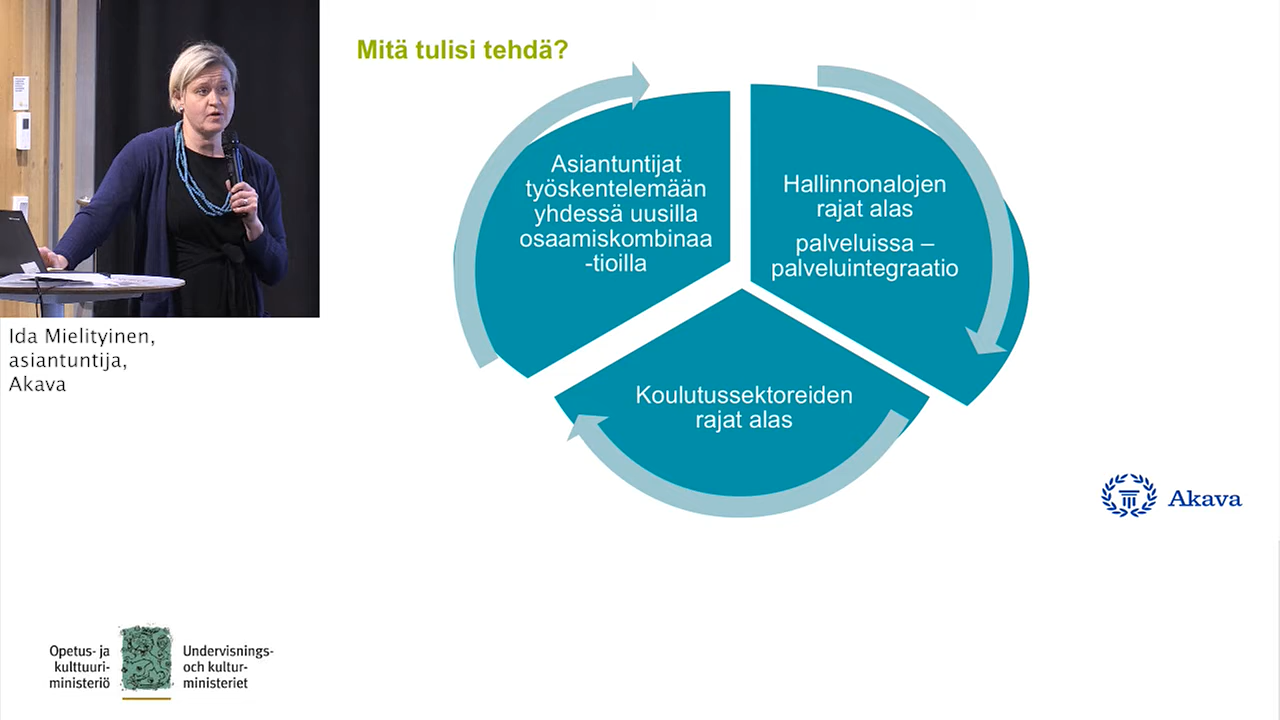 Mitä tulisi tehdä?
Asiantuntijat
työskentelemään
yhdessä uusilla
osaamiskombinaa
-tioilla
Hallinnonalojen
rajat alas
palveluissa –
palveluintegraatio
Koulutussektoreiden
rajat alas
Ida Mielityinen,
asiantuntija,
Akava
Akava
Opetus- ja
kulttuuri-
ministeriö
Undervisnings-
och kultur-
ministeriet